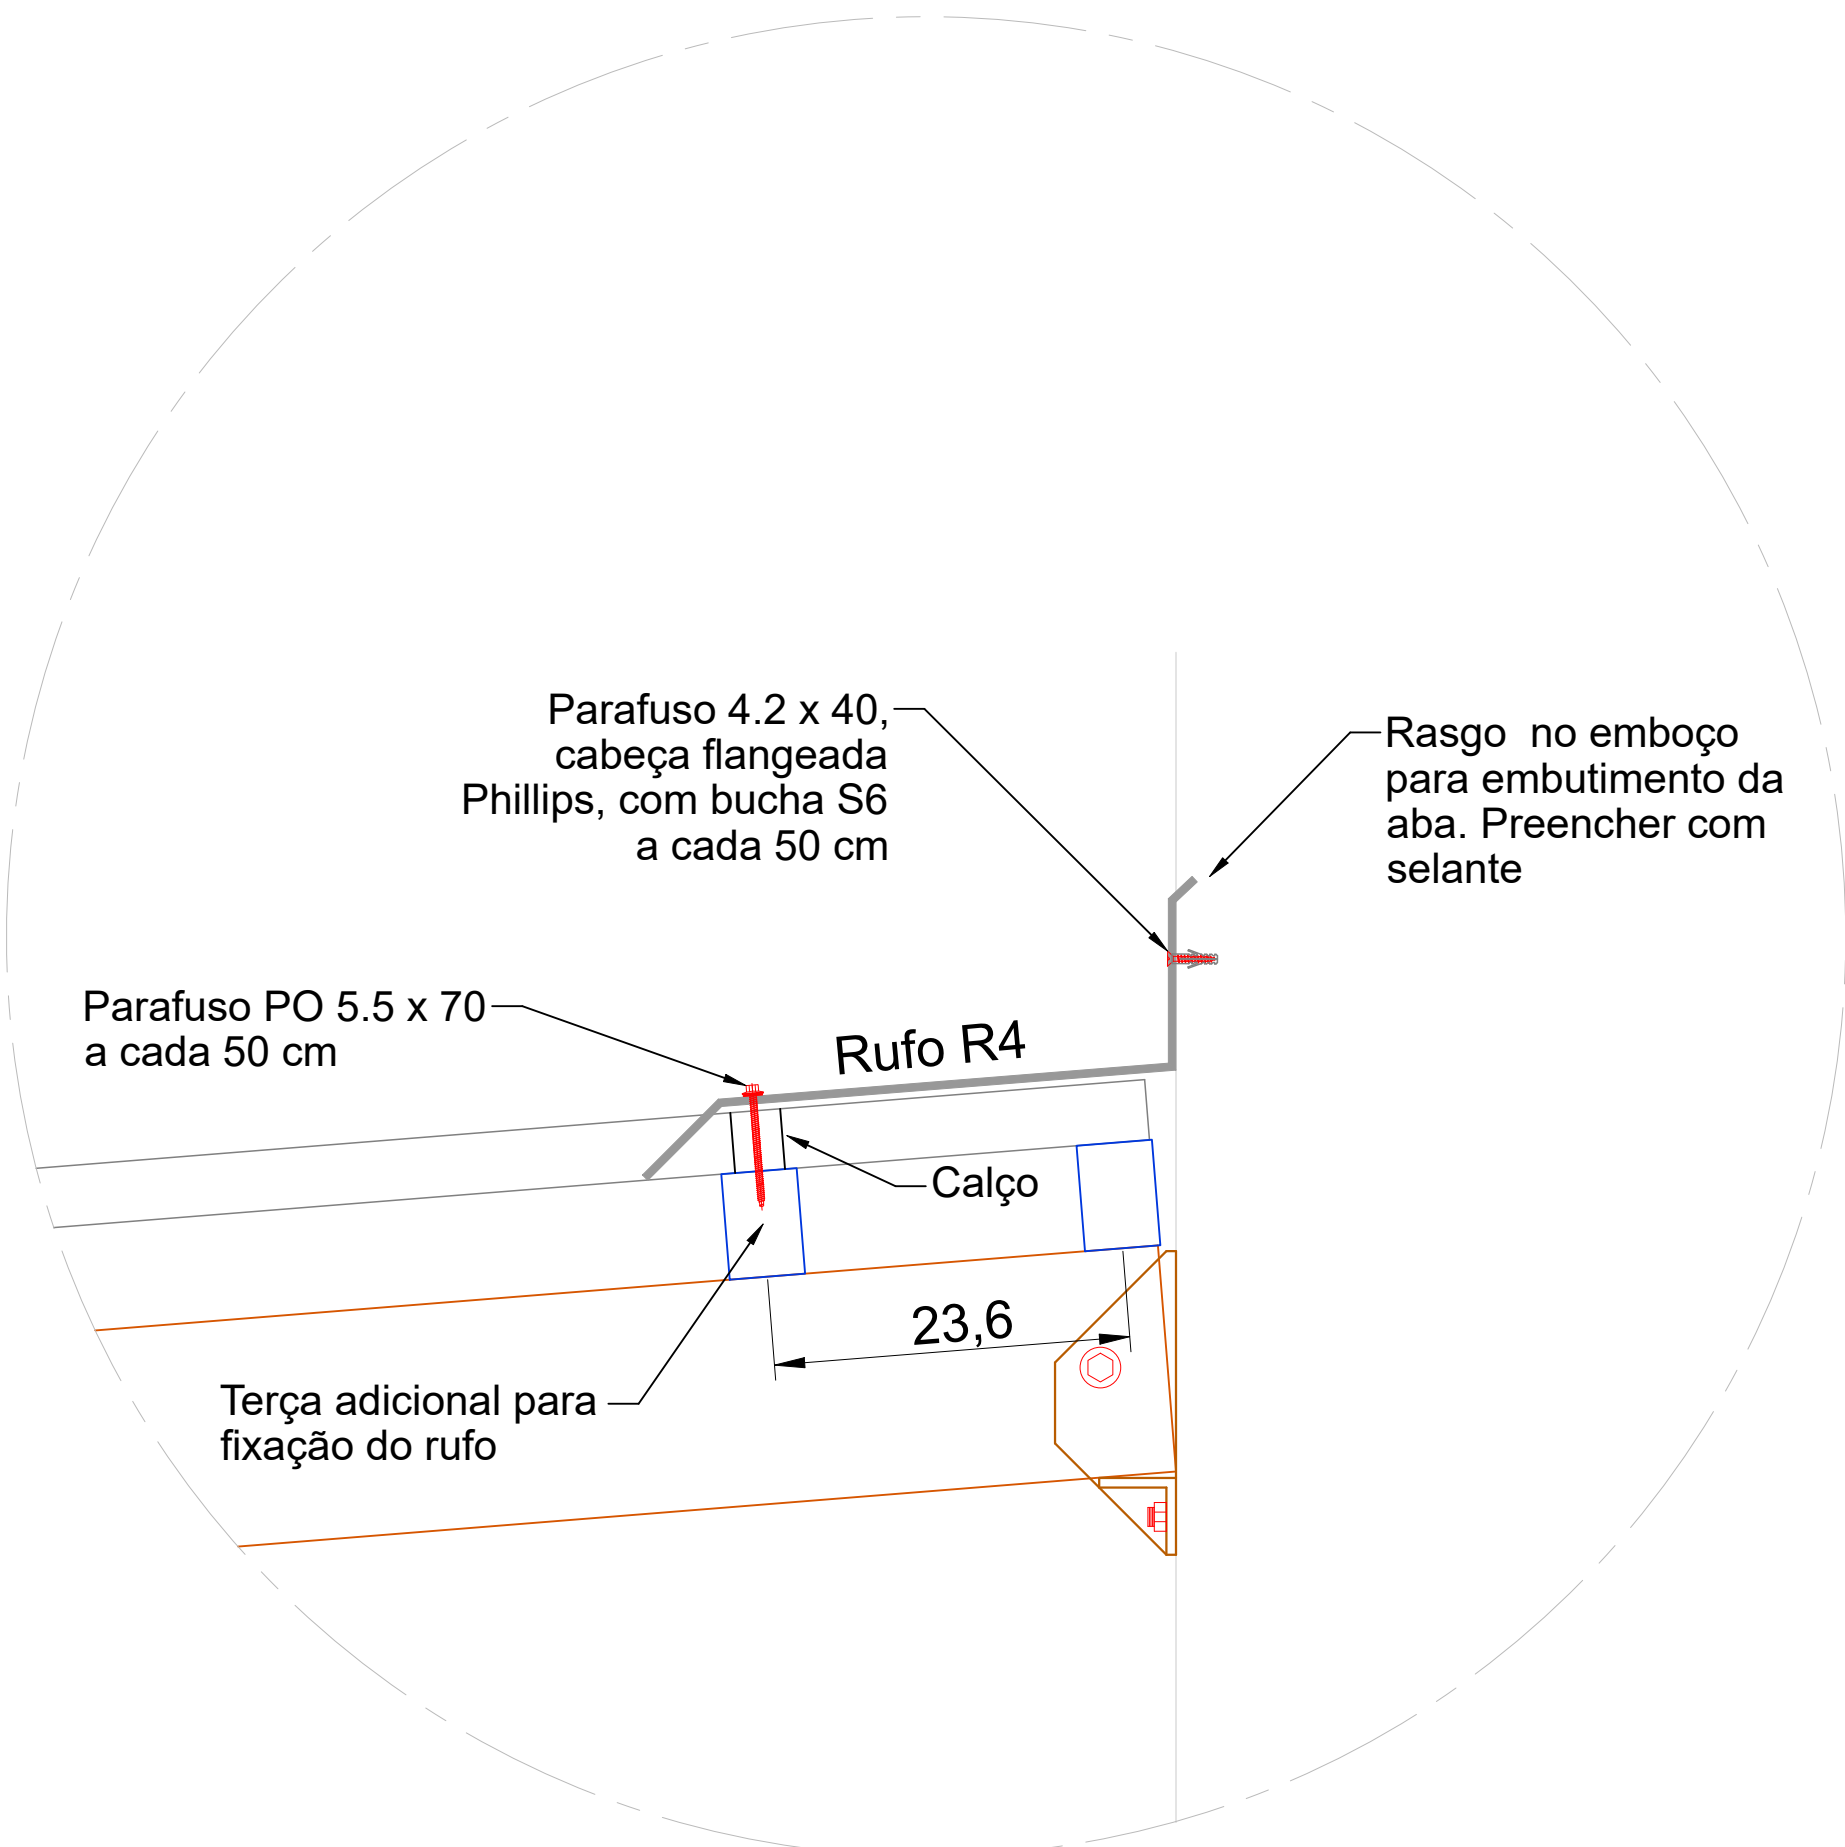 Parafuso 4.2 x 40,
cabeça flangeada
Phillips, com bucha S6
a cada 50 cm
Rasgo  no emboço
para embutimento da
aba. Preencher com
selante
Parafuso PO 5.5 x 70
a cada 50 cm
Rufo R4
Calço
23,6
Terça adicional para
fixação do rufo